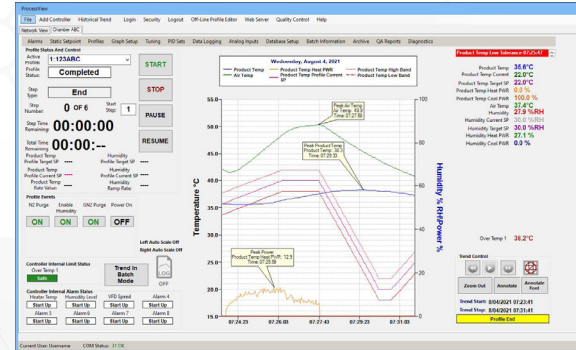 ProcessView
File Add Controller Historical Trend Login Security Logout Off-Line Profile Editor Web Server Quality Control Help
Network View Chamber ABC
Alarms Static Setpoint Profiles Graph Setup Tuning PID Sets Data Logging Analog Inputs Database Setup Batch Information Archive QA Reports Diagnostics
Profile Status And Control
Active Profile: 1:123ABC
Profile Status: Completed
START
Step Type: End
STOP
Step Number: 0 OF 6 Start Step: 1
PAUSE
Step Time Remaining 00:00:00
Total Time Remaining 00:00:--
RESUME
Product Temp Profile Target SP ---- Humidity Profile Target SP ----
Product Temp Profile Current SP ---- Humidity Profile Current SP ----
Product Temp Rate Value ---- Humidity Ramp Rate ----
Profile Events
N2 Purge Enable Humidity GN2 Purge Power On
ON ON ON OFF
Left Auto Scale Off
Right Auto Scale Off
Controller Internal Limit Status
Over Temp 1
Safe
Trend In Batch Mode
LOG
OFF
Controller Internal Alarm Status
Heater Temp Humidity Level VFD Speed Alarm 4
Start Up Start Up Start Up Start Up
Alarm 5 Alarm 6 Alarm 7 Alarm 8
Start Up Start Up Start Up Start Up
Current User: Username COM Status: 31 OK
Wednesday, August 4, 2021
Product Temp Product Temp Heat PWR Product Temp High Band
Air Temp Product Temp Profile Current SP Product Temp Low Band
Temperature °C
55.0
50.0
45.0
40.0
35.0
30.0
25.0
20.0
15.0
Peak Air Temp
Air Temp: 49.9
Time: 07:27:59
Peak Product Temp
Product Temp: 38.3
Time: 07:29:33
Peak Power
Product Temp Heat PWR: 12.9
07:24:23 07:26:03 07:27:43 07:29:23 07:31:03
100
80
60
40
20
0
Humidity % RH/Power %
Product Temp Low Tolerance
Product Temp 35.6°C
Product Temp Current 22.0°C
Product Temp Target SP 22.0°C
Product Temp Heat PWR 0.0 %
Product Temp Cool PWR 100.0 %
Air Temp 37.4°C
Humidity 27.9 %RH
Humidity Current SP 30.0 %RH
Humidity Target SP 30.0 %RH
Humidity Heat PWR 27.1 %
Humidity Cool PWR 0.0 %
Over Temp 1 36.2°C
Trend Control
Zoom Out Annotate Annotate Font
Trend Start: 8/04/2021 07:23:41
Trend Stop: 8/04/2021 07:31:41
Profile End